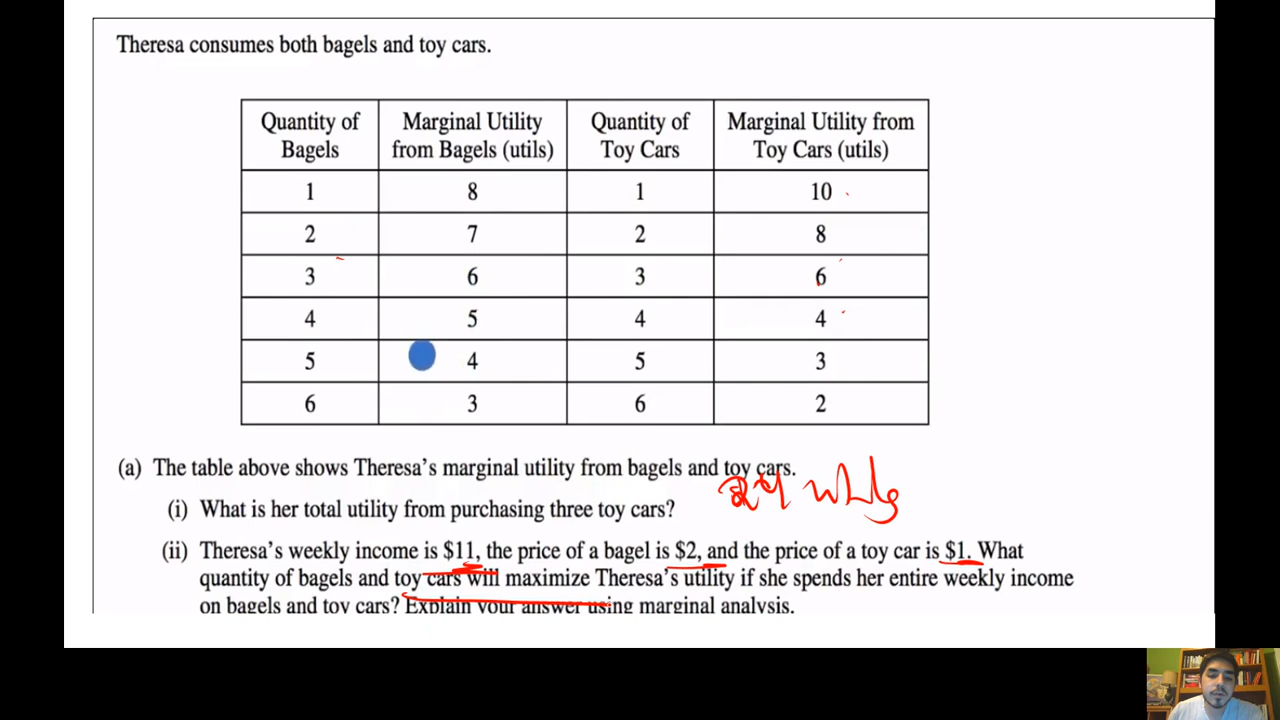 Theresa consumes both bagels and toy cars.
Quantity of Bagels Marginal Utility from Bagels (utils) Quantity of Toy Cars Marginal Utility from Toy Cars (utils)
1 8 1 10
2 7 2 8
3 6 3 6
4 5 4 4
5 4 5 3
6 3 6 2
(a) The table above shows Theresa's marginal utility from bagels and toy cars.
(i) What is her total utility from purchasing three toy cars?
(ii) Theresa's weekly income is $11, the price of a bagel is $2, and the price of a toy car is $1. What
quantity of bagels and toy cars will maximize Theresa's utility if she spends her entire weekly income
on bagels and toy cars? Explain your answer using marginal analysis.